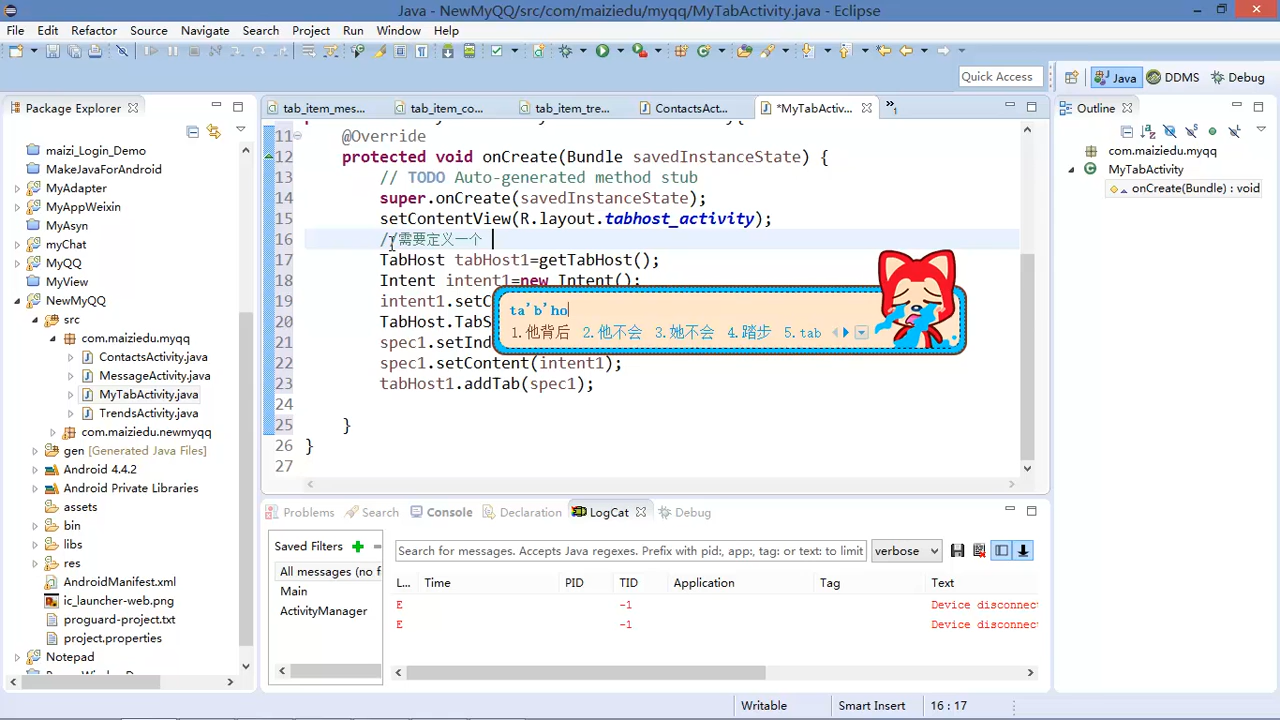 Java - NewMyQQ/src/com/maiziedu/myqq/MyTabActivity.java - Eclipse
File Edit Refactor Source Navigate Search Project Run Window Help
Quick Access
Java
DDMS
Debug
Package Explorer
maizi_Login_Demo
MakeJavaForAndroid
MyAdapter
MyAppWeixin
MyAsyn
myChat
MyQQ
MyView
NewMyQQ
src
com.maiziedu.myqq
ContactsActivity.java
MessageActivity.java
MyTabActivity.java
TrendsActivity.java
com.maiziedu.newmyqq
gen [Generated Java Files]
Android 4.4.2
Android Private Libraries
assets
bin
libs
res
AndroidManifest.xml
ic_launcher-web.png
proguard-project.txt
project.properties
Notepad
tab_item_mes...
tab_item_co...
tab_item_tre...
ContactsAct...
*MyTabActiv...
»1
11 @Override
12 protected void onCreate(Bundle savedInstanceState) {
13 // TODO Auto-generated method stub
14 super.onCreate(savedInstanceState);
15 setContentView(R.layout.tabhost_activity);
16 //需要定义一个
17 TabHost tabHost1=getTabHost();
18 Intent intent1=new Intent();
19 intent1.setC
20 TabHost.TabS
21 spec1.setInd
22 spec1.setContent(intent1);
23 tabHost1.addTab(spec1);
24
25 }
26 }
27
ta'b'ho
1.他背后 2.他不会 3.她不会 4.踏步 5.tab
Outline
com.maiziedu.myqq
MyTabActivity
onCreate(Bundle) : void
Problems
Search
Console
Declaration
LogCat
Debug
Saved Filters
All messages (no f
Main
ActivityManager
Search for messages. Accepts Java regexes. Prefix with pid:, app:, tag: or text: to limit
verbose
L... Time PID TID Application Tag Text
E -1 Device disconnec
E -1 Device disconnec
Writable
Smart Insert
16 : 17